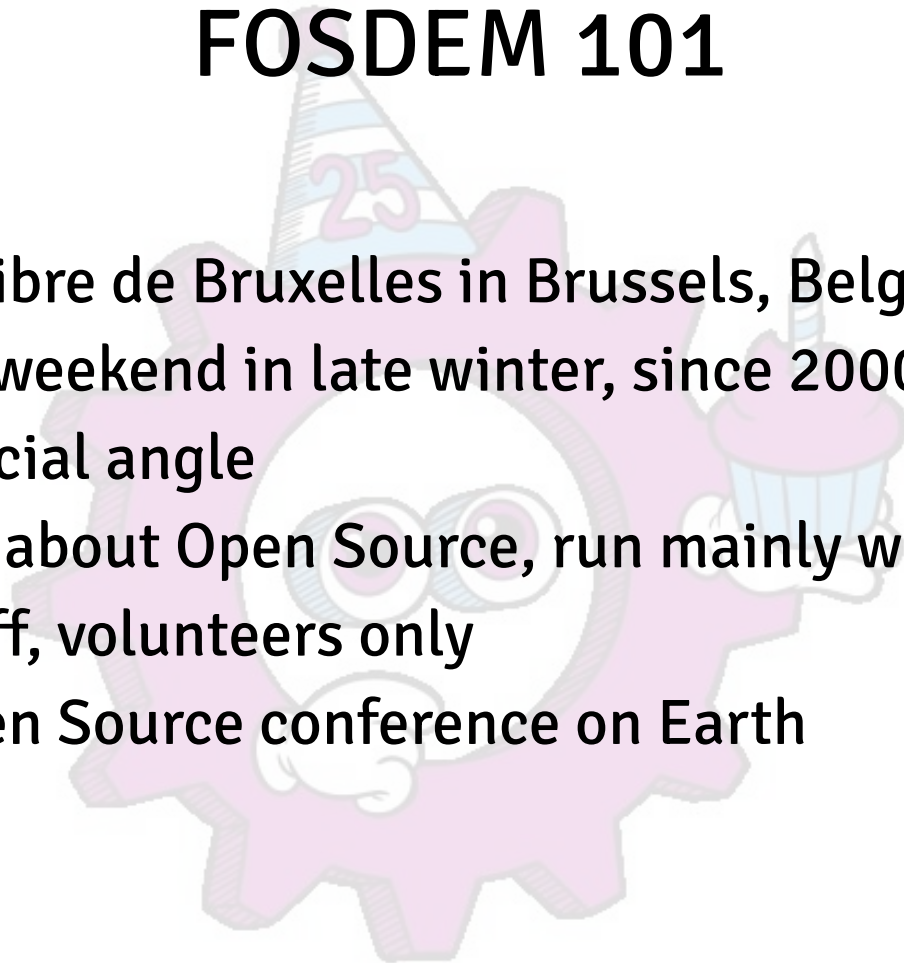 FOSDEM 101
25
ibre de Bruxelles in Brussels, Belg
weekend in late winter, since 2000
cial angle
about Open Source, run mainly w
ff, volunteers only
en Source conference on Earth